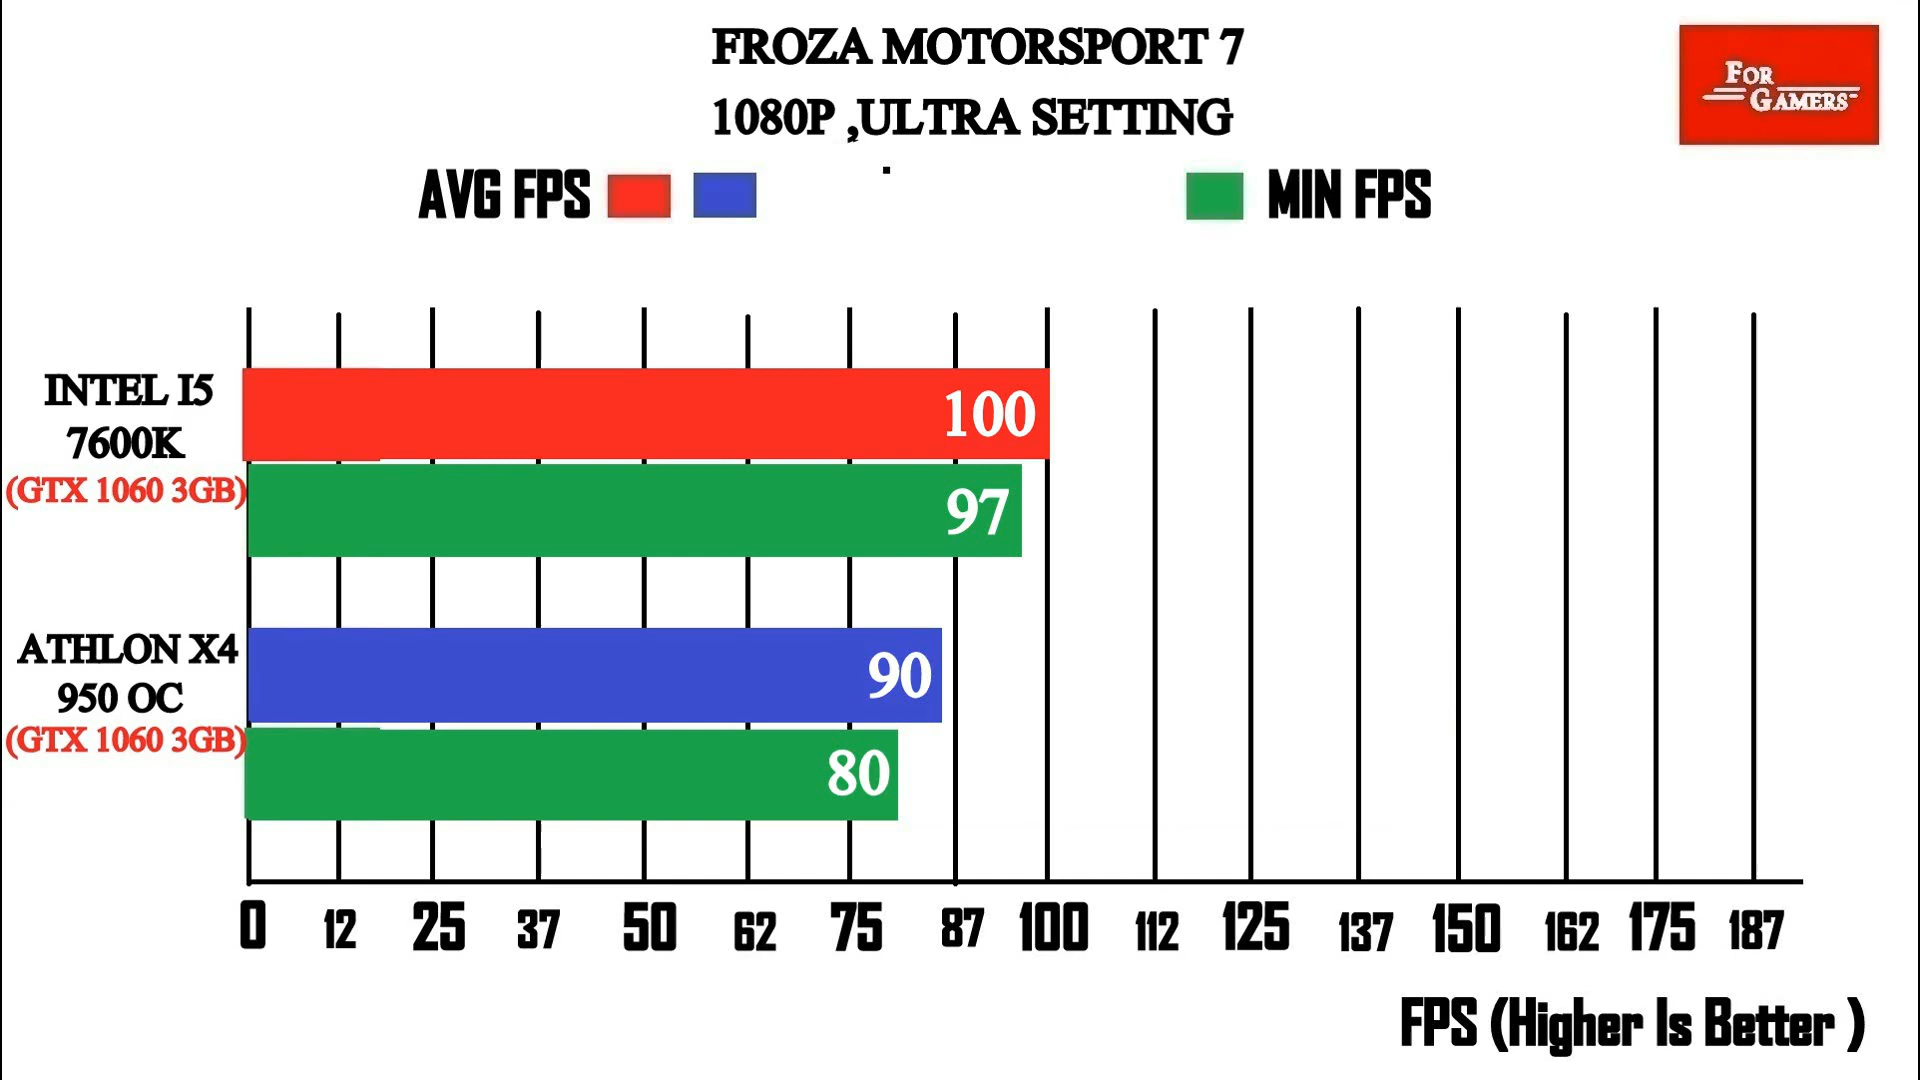 FROZA MOTORSPORT 7
1080P ,ULTRA SETTING
FOR
GAMERS
AVG FPS
MIN FPS
INTEL I5
7600K
(GTX 1060 3GB)
100
97
ATHLON X4
950 OC
(GTX 1060 3GB)
90
80
0 12 25 37 50 62 75 87 100 112 125 137 150 162 175 187
FPS (Higher Is Better )